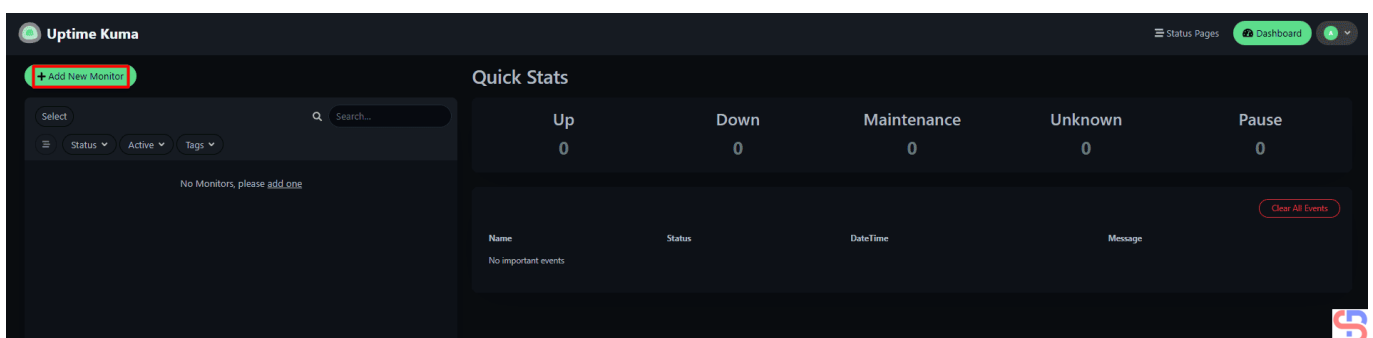 Uptime Kuma
Status Pages
Dashboard
+ Add New Monitor
Quick Stats
Select
Search...
Status
Active
Tags
No Monitors, please add one
Up
Down
Maintenance
Unknown
Pause
0
0
0
0
0
Clear All Events
Name
Status
DateTime
Message
No important events